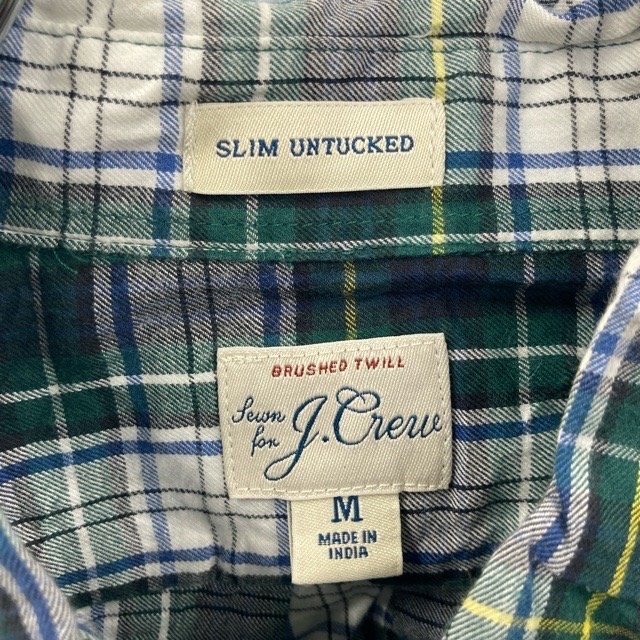 SLIM UNTUCKED
BRUSHED TWILL
Sewn
for J.Crew
M
MADE IN
INDIA